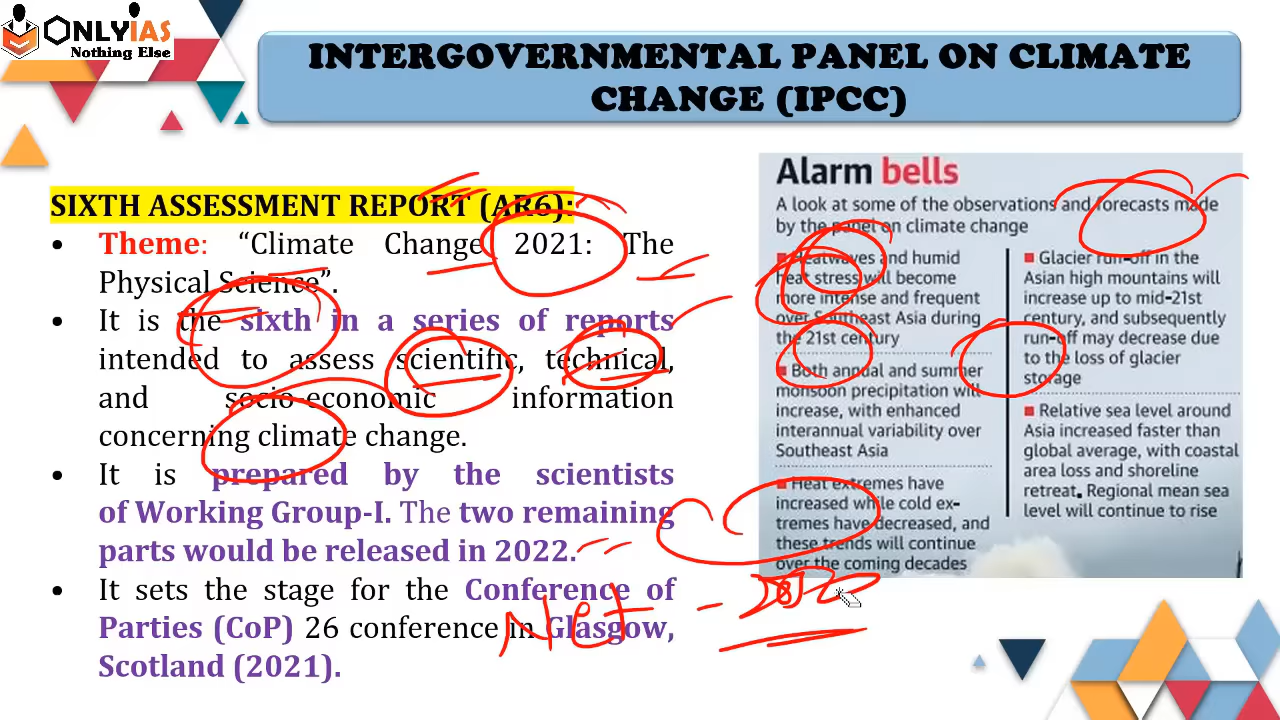 ONLYIAS
Nothing Else
INTERGOVERNMENTAL PANEL ON CLIMATE
CHANGE (IPCC)
SIXTH ASSESSMENT REPORT (AR6):
• Theme: “Climate Change 2021: The
Physical Science”.
• It is the sixth in a series of reports
intended to assess scientific, technical,
and socio-economic information
concerning climate change.
• It is prepared by the scientists
of Working Group-I. The two remaining
parts would be released in 2022.
• It sets the stage for the Conference of
Parties (CoP) 26 conference in Glasgow,
Scotland (2021).
Alarm bells
A look at some of the observations and forecasts made
by the panel on climate change
Heatwaves and humid
heat stress will become
more intense and frequent
over Southeast Asia during
the 21st century
Both annual and summer
monsoon precipitation will
increase, with enhanced
interannual variability over
Southeast Asia
Heat extremes have
increased while cold ex-
tremes have decreased, and
these trends will continue
over the coming decades
Glacier run-off in the
Asian high mountains will
increase up to mid-21st
century, and subsequently
run-off may decrease due
to the loss of glacier
storage
Relative sea level around
Asia increased faster than
global average, with coastal
area loss and shoreline
retreat. Regional mean sea
level will continue to rise
Net -